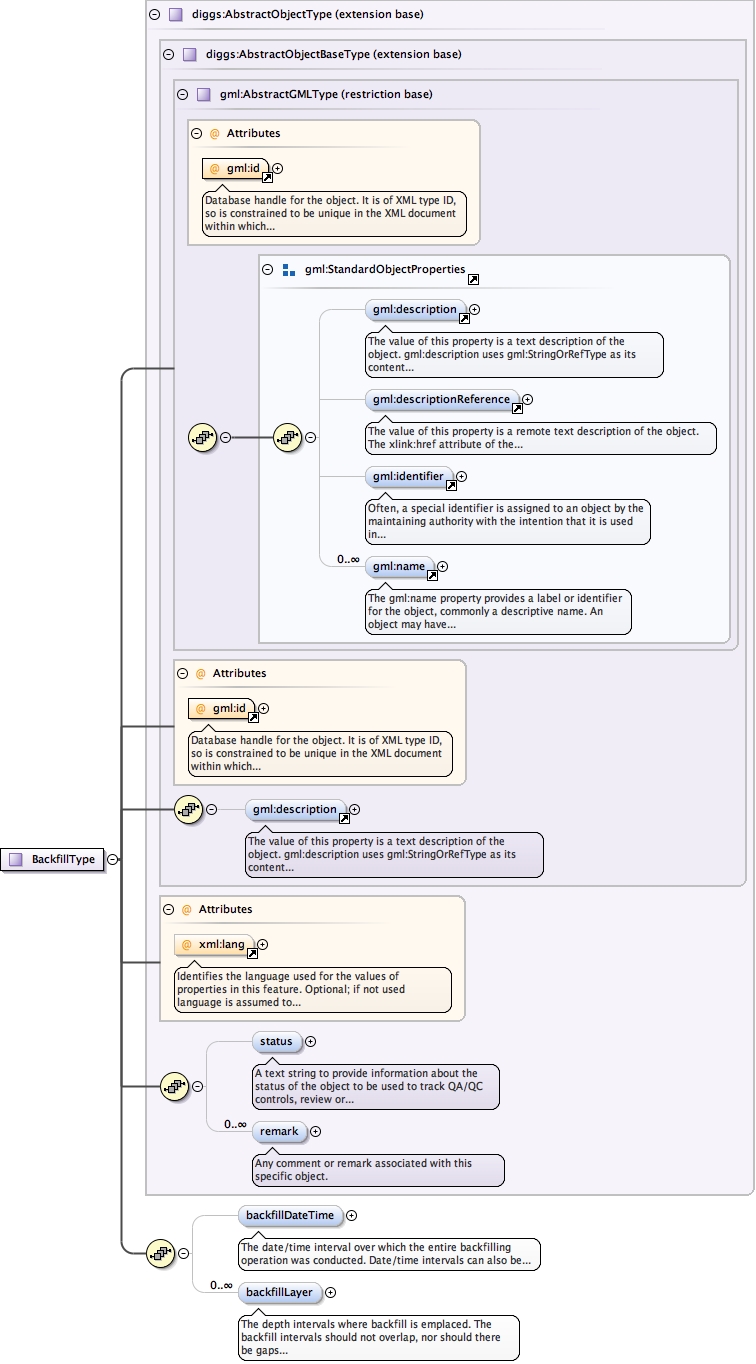 diggs:AbstractObjectType (extension base)
diggs:AbstractObjectBaseType (extension base)
gml:AbstractGMLType (restriction base)
@ Attributes
@ gml:id
Database handle for the object. It is of XML type ID,
so is constrained to be unique in the XML document
within which...
gml:StandardObjectProperties
gml:description
The value of this property is a text description of the
object. gml:description uses gml:StringOrRefType as its
content...
gml:descriptionReference
The value of this property is a remote text description of the object.
The xlink:href attribute of the...
gml:identifier
Often, a special identifier is assigned to an object by the
maintaining authority with the intention that it is used
in...
0..∞
gml:name
The gml:name property provides a label or identifier
for the object, commonly a descriptive name. An
object may have...
@ Attributes
@ gml:id
Database handle for the object. It is of XML type ID,
so is constrained to be unique in the XML document
within which...
gml:description
The value of this property is a text description of the
object. gml:description uses gml:StringOrRefType as its
content...
BackfillType
@ Attributes
@ xml:lang
Identifies the language used for the values of
properties in this feature. Optional; if not used
language is assumed to...
status
A text string to provide information about the
status of the object to be used to track QA/QC
controls, review or...
0..∞
remark
Any comment or remark associated with this
specific object.
backfillDateTime
The date/time interval over which the entire backfilling
operation was conducted. Date/time intervals can also be...
0..∞
backfillLayer
The depth intervals where backfill is emplaced. The
backfill intervals should not overlap, nor should there
be gaps...